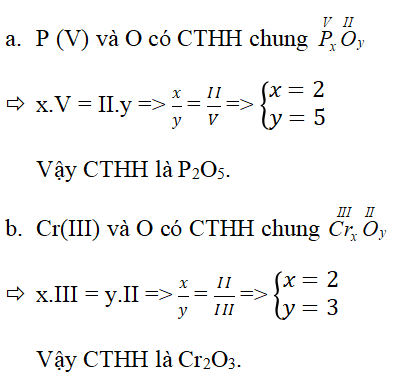 a. P (V) và O có CTHH chung \overset{V}{P}_x \overset{II}{O}_y
⇨ x.V = II.y => \frac{x}{y} = \frac{II}{V} => \begin{cases} x = 2 \\ y = 5 \end{cases}
Vậy CTHH là P₂O₅.
b. Cr(III) và O có CTHH chung \overset{III}{Cr}_x \overset{II}{O}_y
⇨ x.III = y.II => \frac{x}{y} = \frac{II}{III} => \begin{cases} x = 2 \\ y = 3 \end{cases}
Vậy CTHH là Cr₂O₃.